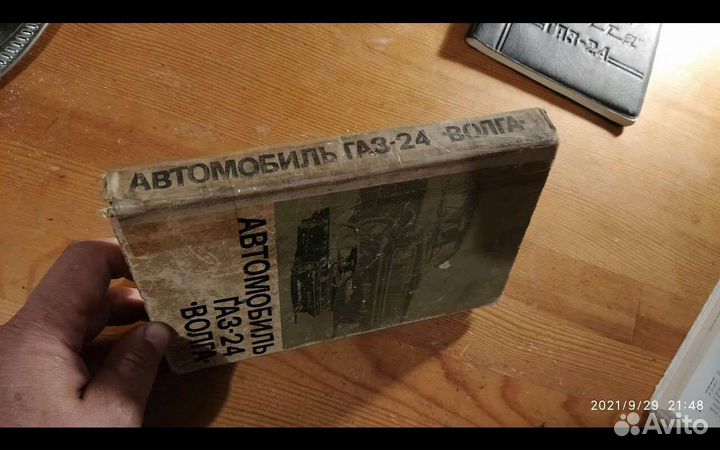 ГАЗ-24
АВТОМОБИЛЬ ГАЗ-24 «ВОЛГА»
АВТОМОБИЛЬ
ГАЗ-24
«ВОЛГА»
2021/9/29 21:48
Avito